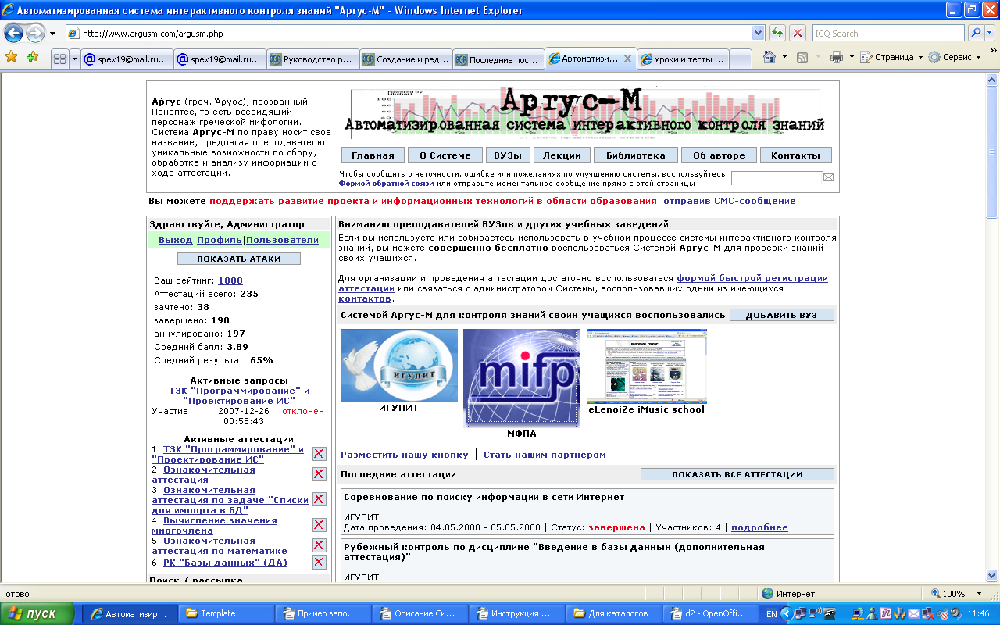 Автоматизированная система интерактивного контроля знаний "Аргус-М" - Windows Internet Explorer
http://www.argusm.com/argusm.php
ICQ Search
spex19@mail.ru...
spex19@mail.ru...
Руководство р...
Создание и ред...
Последние пос...
Автоматизи...
Уроки и тесты ...
Страница
Сервис
А́ргус (греч. Ἄργος), прозванный
Паноптес, то есть всевидящий -
персонаж греческой мифологии.
Система Аргус-М по праву носит свое
название, предлагая преподавателю
уникальные возможности по сбору,
обработке и анализу информации о
ходе аттестации.
Аргус-М
Автоматизированная система интерактивного контроля знаний
Главная
О Системе
ВУЗы
Лекции
Библиотека
Об авторе
Контакты
Чтобы сообщить о неточности, ошибке или пожеланиях по улучшению системы, воспользуйтесь
Формой обратной связи или отправьте моментальное сообщение прямо с этой страницы
Вы можете поддержать развитие проекта и информационных технологий в области образования, отправив СМС-сообщение
Здравствуйте, Администратор
Выход|Профиль|Пользователи
ПОКАЗАТЬ АТАКИ
Ваш рейтинг: 1000
Аттестаций всего: 235
зачтено: 38
завершено: 198
аннулировано: 197
Средний балл: 3.89
Средний результат: 65%
Активные запросы
ТЗК "Программирование" и
"Проектирование ИС"
Участие 2007-12-26 отклонен
00:55:43
Активные аттестации
1. ТЗК "Программирование" и
"Проектирование ИС"
2. Ознакомительная
аттестация
3. Ознакомительная
аттестация по задаче "Списки
для импорта в БД"
4. Вычисление значения
многочлена
5. Ознакомительная
аттестация по математике
6. РК "Базы данных" (ДА)
Поиск / рассылка
Вниманию преподавателей ВУЗов и других учебных заведений
Если вы используете или собираетесь использовать в учебном процессе системы интерактивного контроля
знаний, вы можете совершенно бесплатно воспользоваться Системой Аргус-М для проверки знаний
своих учащихся.
Для организации и проведения аттестации достаточно воспользоваться формой быстрой регистрации
аттестации или связаться с администратором Системы, воспользовавшись одним из имеющихся
контактов.
Системой Аргус-М для контроля знаний своих учащихся воспользовались
ДОБАВИТЬ ВУЗ
ИГУПИТ
mifp
ИГУПИТ
МФПА
eLenoiZe iMusic school
Разместить нашу кнопку | Стать нашим партнером
Последние аттестации
ПОКАЗАТЬ ВСЕ АТТЕСТАЦИИ
Соревнование по поиску информации в сети Интернет
ИГУПИТ
Дата проведения: 04.05.2008 - 05.05.2008 | Статус: завершена | Участников: 4 | подробнее
Рубежный контроль по дисциплине "Введение в базы данных (дополнительная
аттестация)"
ИГУПИТ
Готово
Интернет
100%
пуск
Автоматизир...
Template
Пример запо...
Описание Си...
Инструкция ...
Для каталогов
d2 - OpenOffi...
EN
11:46